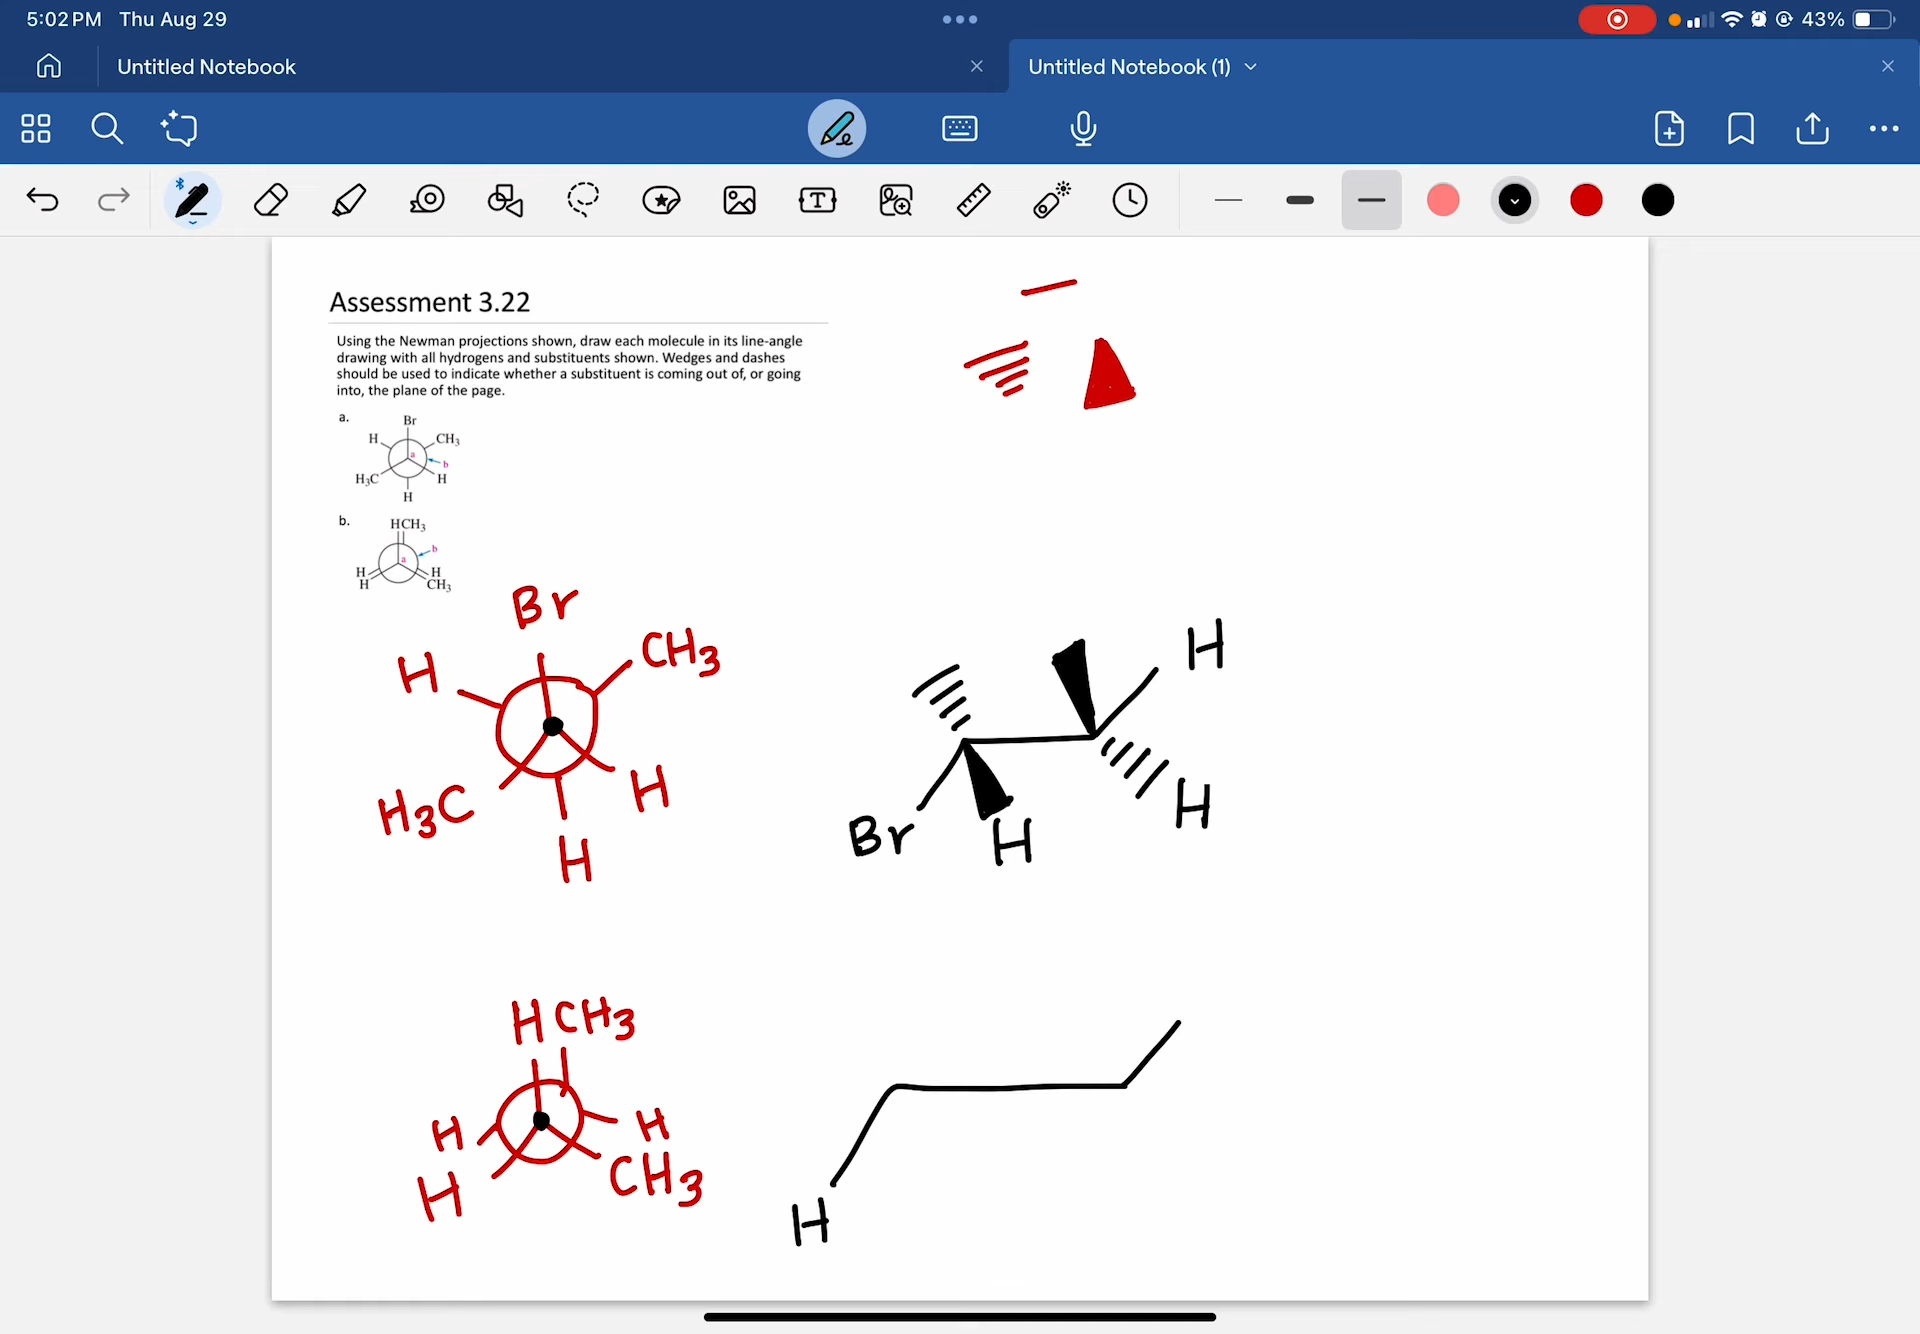 5:02 PM Thu Aug 29
43%
Untitled Notebook
Untitled Notebook (1)
Assessment 3.22
Using the Newman projections shown, draw each molecule in its line-angle
drawing with all hydrogens and substituents shown. Wedges and dashes
should be used to indicate whether a substituent is coming out of, or going
into, the plane of the page.
a.
Br
H CH₃
a
b
H₃C H
H
b.
HCH₃
b
a
H H
H CH₃
Br
H CH₃
H₃C H
H
H
H
Br H
HCH₃
H H
H CH₃
H